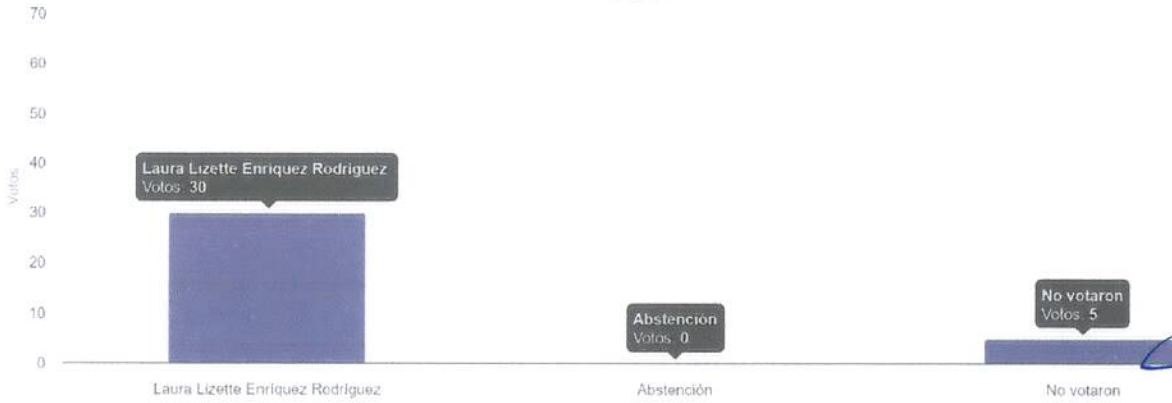 70
60
50
40
30
20
10
0
Votos
Laura Lizette Enriquez Rodriguez
Votos: 30
Abstención
Votos: 0
No votaron
Votos: 5
Laura Lizette Enriquez Rodriguez
Abstención
No votaron